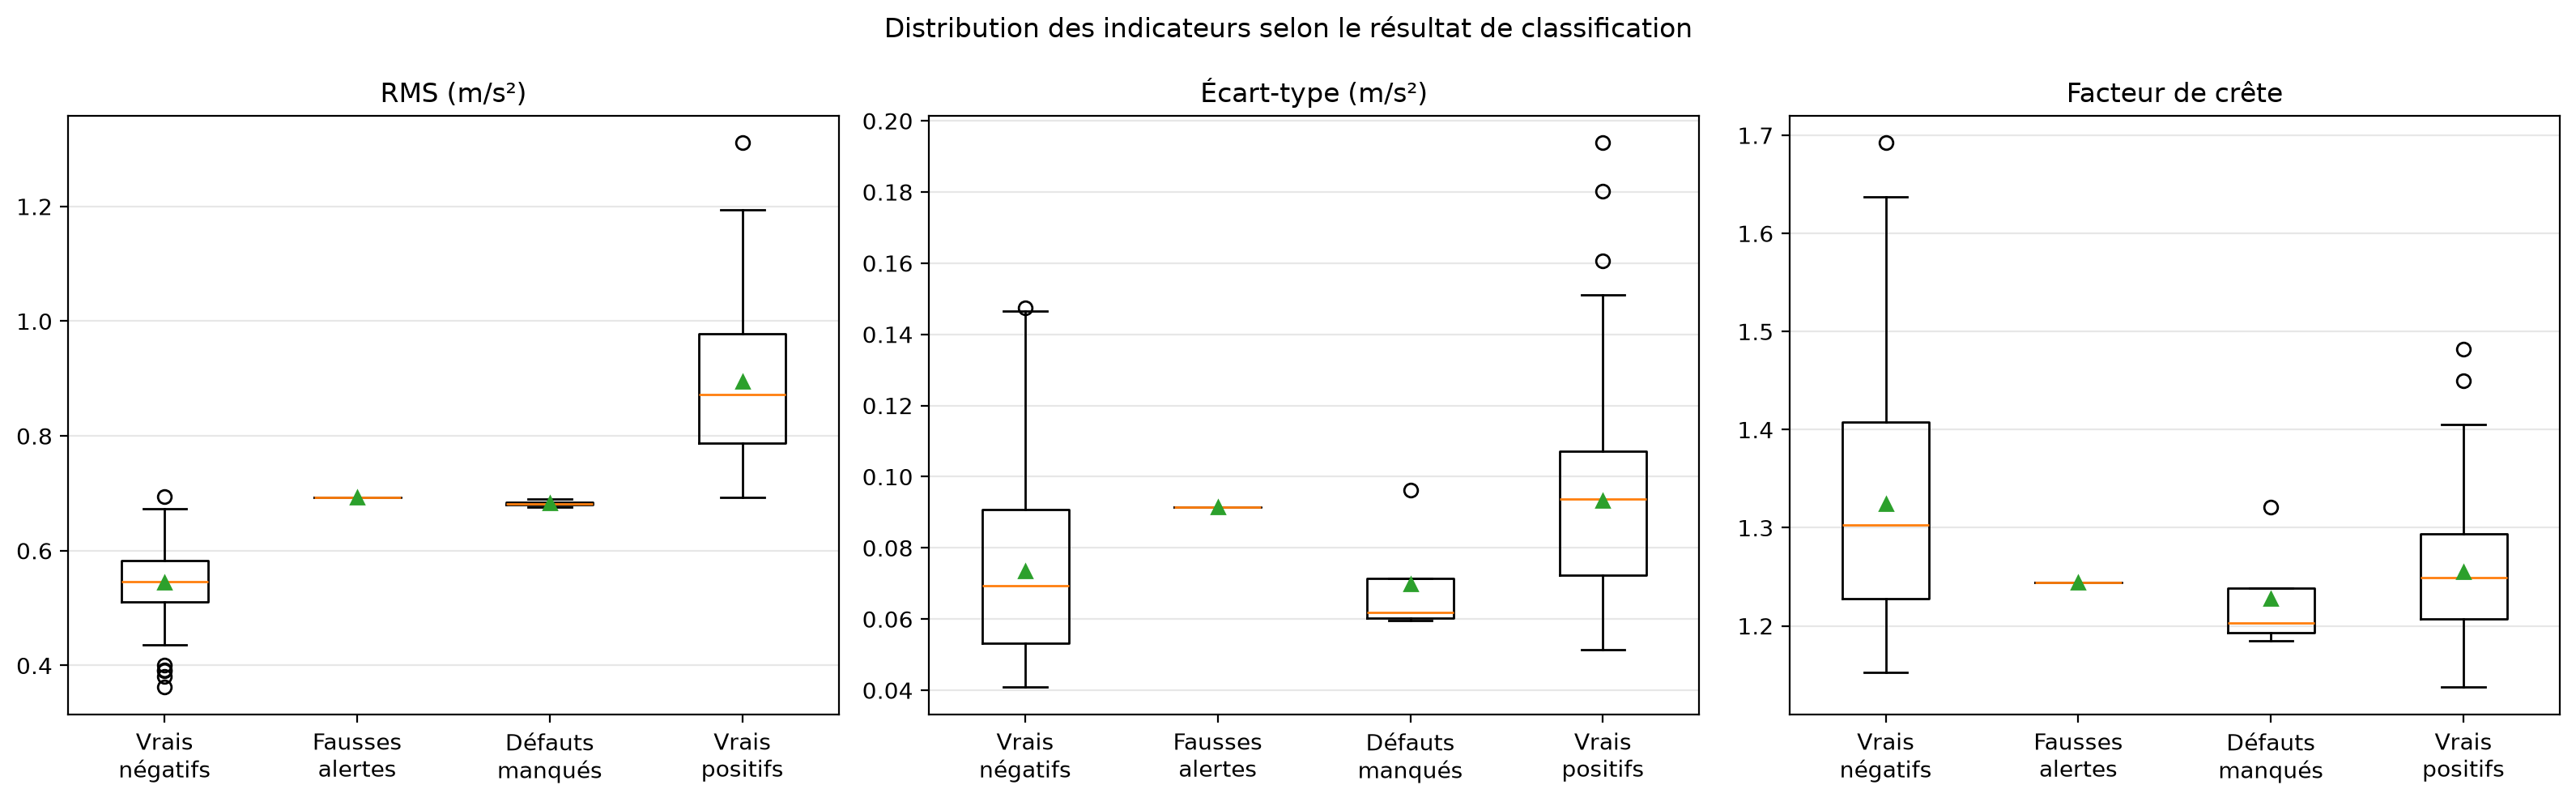 Distribution des indicateurs selon le résultat de classification
RMS (m/s²)
1.2
1.0
0.8
0.6
0.4
Vrais
négatifs
Fausses
alertes
Défauts
manqués
Vrais
positifs
Écart-type (m/s²)
0.20
0.18
0.16
0.14
0.12
0.10
0.08
0.06
0.04
Vrais
négatifs
Fausses
alertes
Défauts
manqués
Vrais
positifs
Facteur de crête
1.7
1.6
1.5
1.4
1.3
1.2
Vrais
négatifs
Fausses
alertes
Défauts
manqués
Vrais
positifs